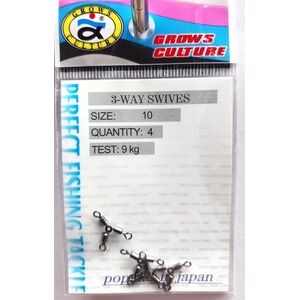 GROWS
CULTURE
GROWS
CULTURE
3-WAY SWIVES
SIZE: 10
QUANTITY: 4
TEST: 9 kg
PERFECT FISHING TACKLE
japan